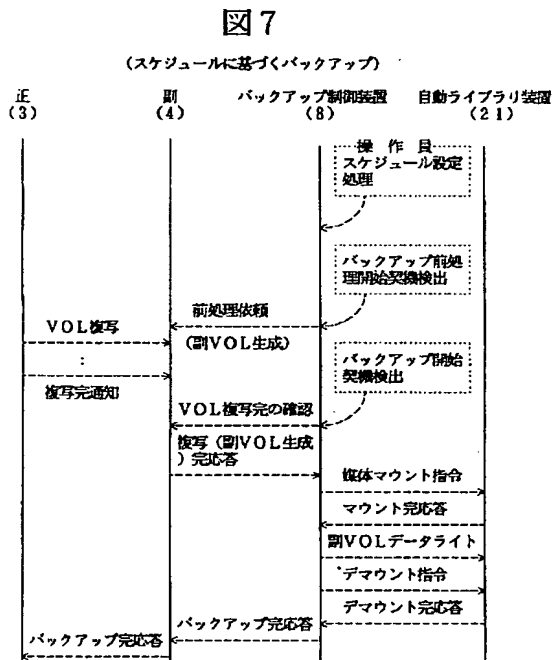 図7
(スケジュールに基づくバックアップ)
正 副 バックアップ制御装置 自動ライブラリ装置
(3) (4) (8) (21)
操作員
スケジュール設定
処理
バックアップ前処
理開始契機検出
前処理依頼
VOL複写
(副VOL生成)
:
バックアップ開始
契機検出
複写完通知
VOL複写完の確認
複写(副VOL生成
)完応答
媒体マウント指令
マウント完応答
副VOLデータライト
デマウント指令
デマウント完応答
バックアップ完応答
バックアップ完応答